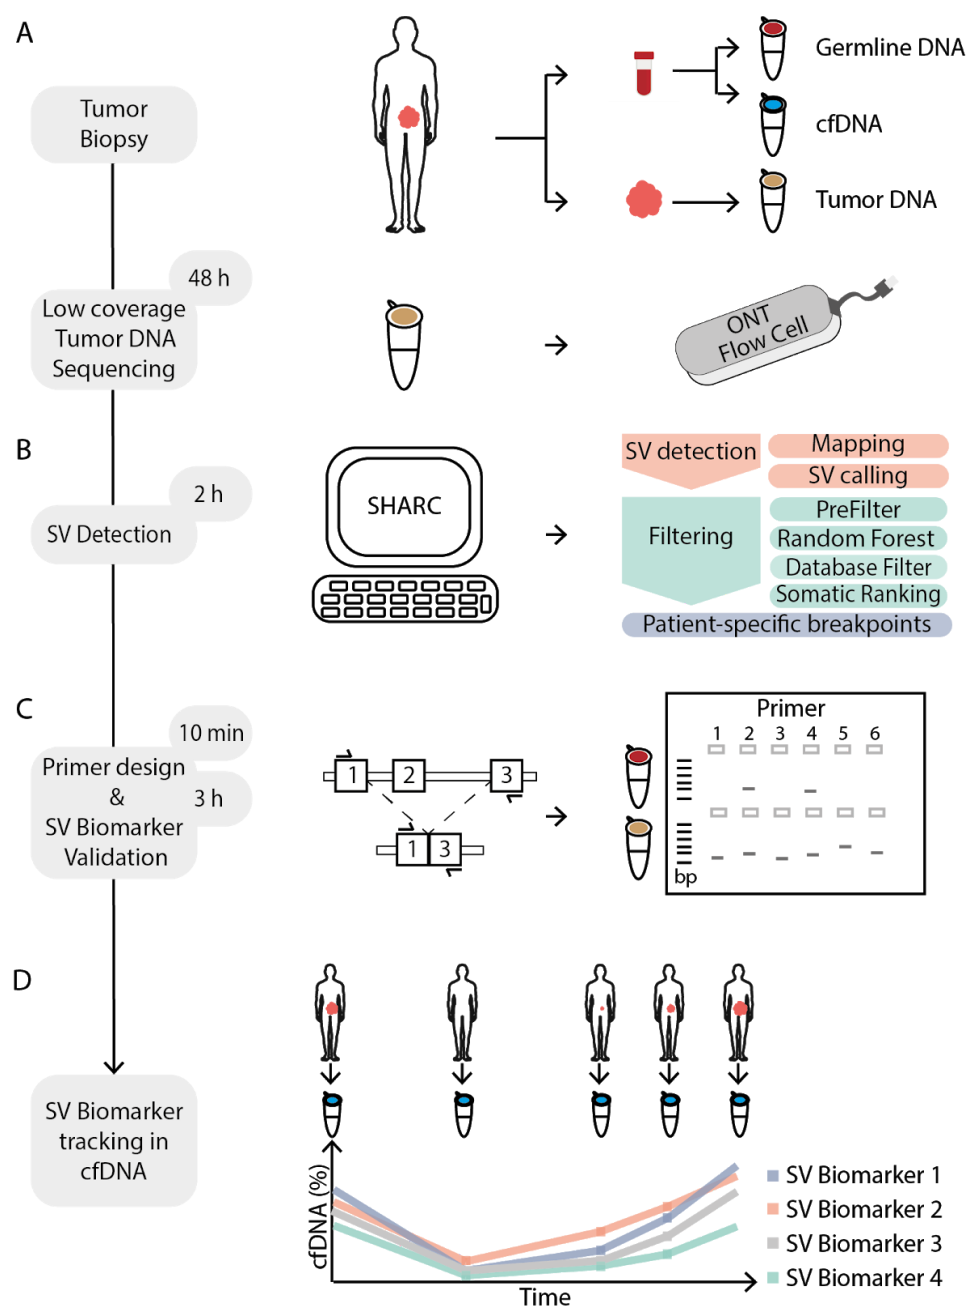 A
Tumor
Biopsy
Germline DNA
cfDNA
Tumor DNA
48 h
Low coverage
Tumor DNA
Sequencing
ONT
Flow Cell
B
2 h
SV Detection
SHARC
SV detection
Mapping
SV calling
Filtering
PreFilter
Random Forest
Database Filter
Somatic Ranking
Patient-specific breakpoints
C
10 min
Primer design
&
3 h
SV Biomarker
Validation
1 2 3
1 3
Primer
1 2 3 4 5 6
bp
D
SV Biomarker
tracking in
cfDNA
cfDNA (%)
Time
SV Biomarker 1
SV Biomarker 2
SV Biomarker 3
SV Biomarker 4